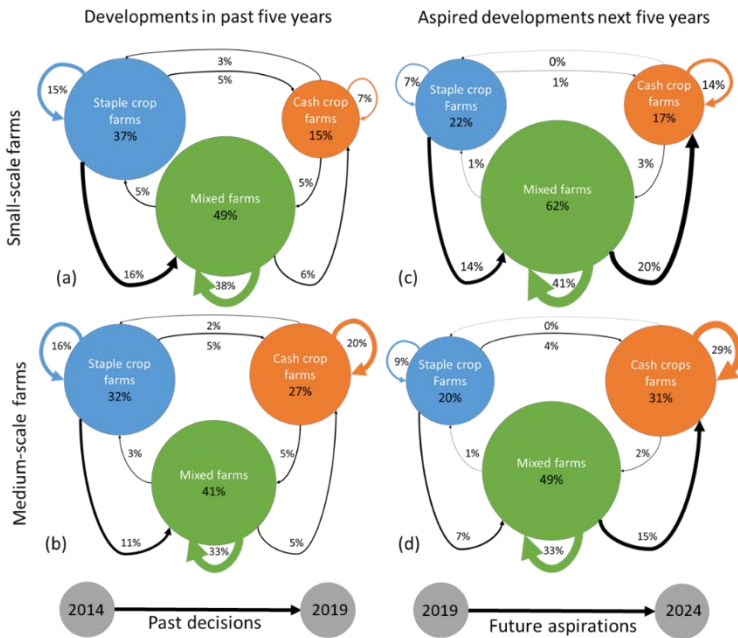 Developments in past five years
Aspired developments next five years
Small-scale farms
3%
5%
15%
Staple crop
farms
37%
Cash crop
farms
15%
7%
5%
5%
Mixed farms
49%
16%
38%
6%
(a)
0%
1%
7%
Staple crop
Farms
22%
Cash crop
farms
17%
14%
1%
3%
Mixed farms
62%
14%
41%
20%
(c)
Medium-scale farms
2%
5%
16%
Staple crop
farms
32%
Cash crop
farms
27%
20%
3%
5%
Mixed farms
41%
11%
33%
5%
(b)
0%
4%
9%
Staple crop
Farms
20%
Cash crops
farms
31%
29%
1%
2%
Mixed farms
49%
7%
33%
15%
(d)
2014
Past decisions
2019
2019
Future aspirations
2024